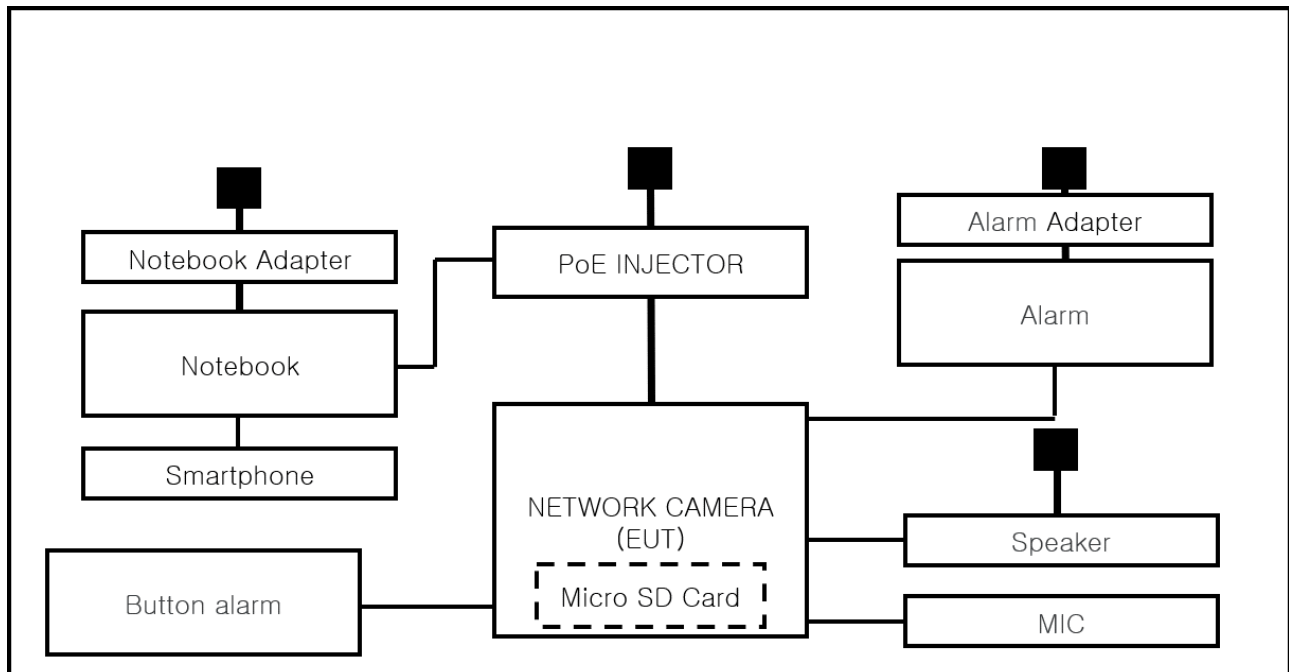 Alarm Adapter
Notebook Adapter
PoE INJECTOR
Alarm
Notebook
Smartphone
NETWORK CAMERA
(EUT)
Speaker
Micro SD Card
Button alarm
MIC